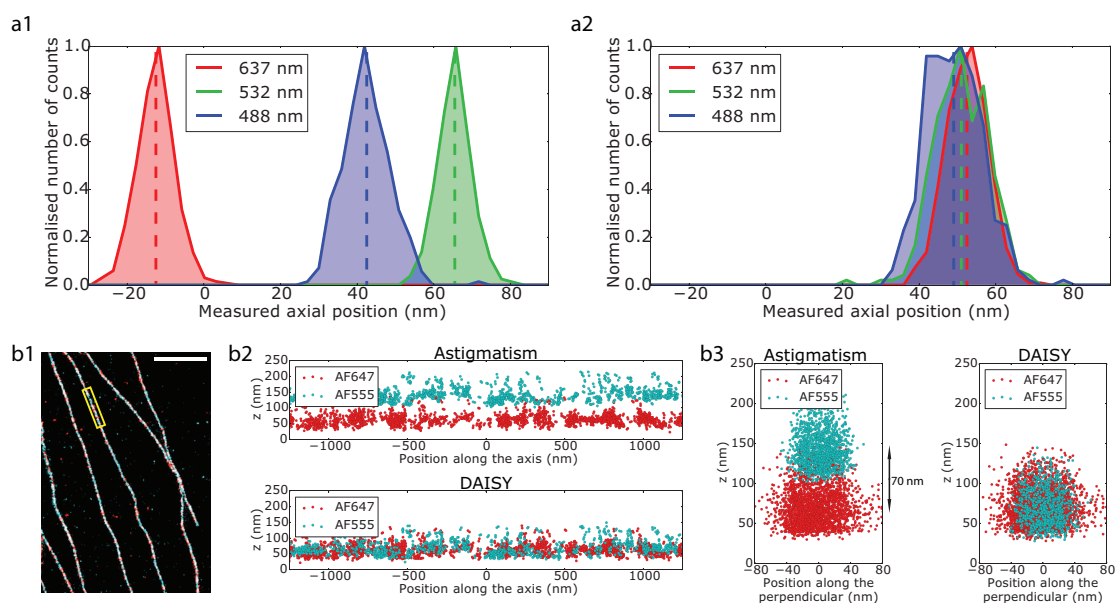 a1
Normalised number of counts
1.0
0.8
0.6
0.4
0.2
0.0
637 nm
532 nm
488 nm
−20 0 20 40 60 80
Measured axial position (nm)
a2
Normalised number of counts
1.0
0.8
0.6
0.4
0.2
0.0
637 nm
532 nm
488 nm
−20 0 20 40 60 80
Measured axial position (nm)
b1
b2
Astigmatism
z (nm)
250
200
150
100
50
0
AF647
AF555
−1000 −500 0 500 1000
Position along the axis (nm)
DAISY
z (nm)
250
200
150
100
50
0
AF647
AF555
−1000 −500 0 500 1000
Position along the axis (nm)
b3
Astigmatism
z (nm)
250
200
150
100
50
0
AF647
AF555
70 nm
−80 −40 0 40 80
Position along the
perpendicular (nm)
DAISY
z (nm)
250
200
150
100
50
0
AF647
AF555
−80 −40 0 40 80
Position along the
perpendicular (nm)